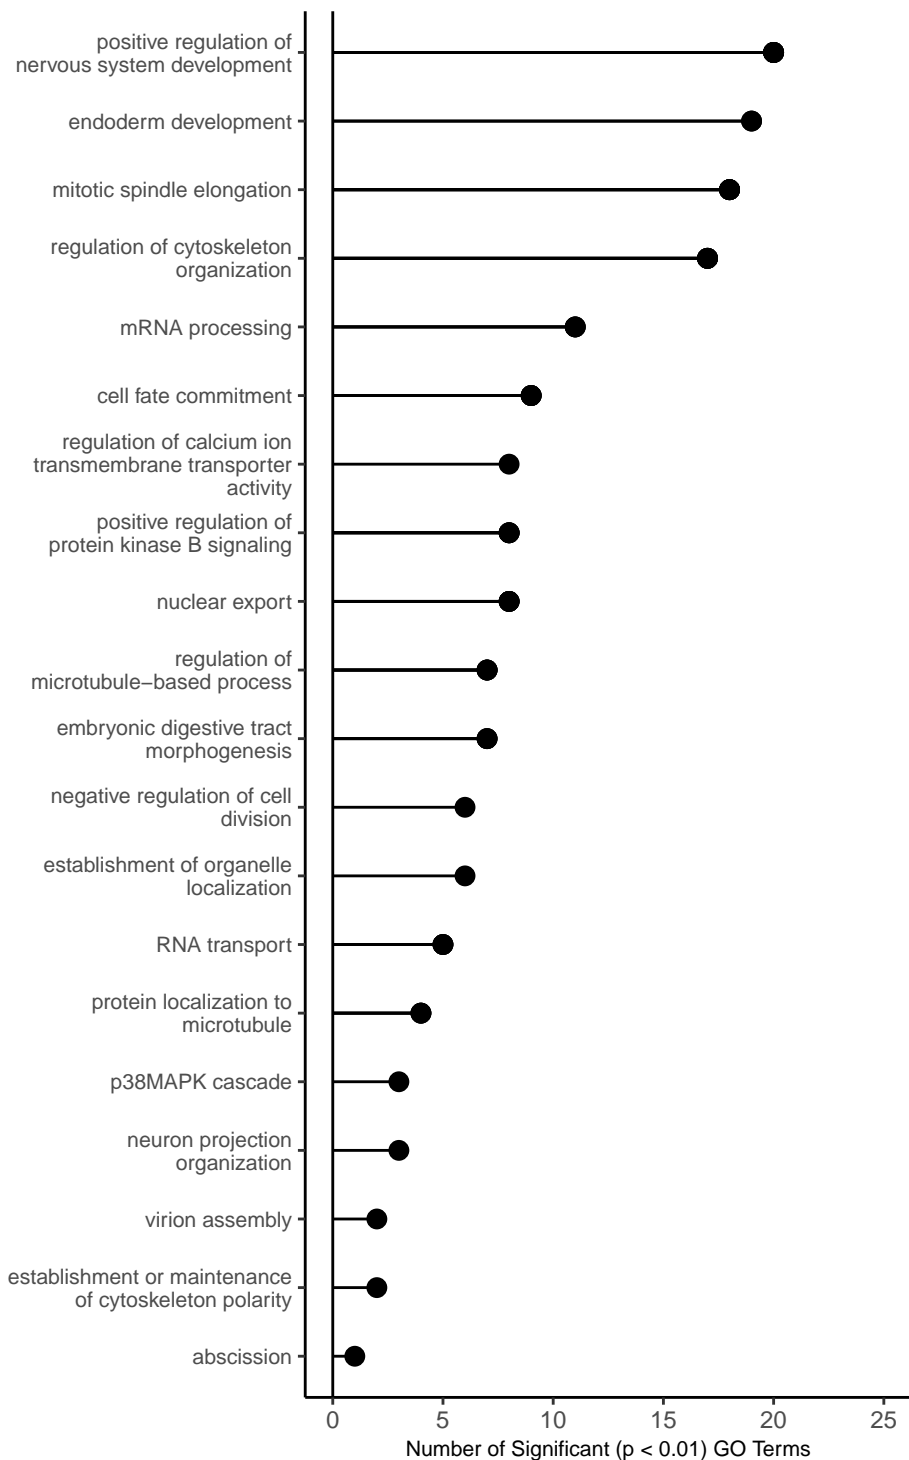 positive regulation of
nervous system development
endoderm development
mitotic spindle elongation
regulation of cytoskeleton
organization
mRNA processing
cell fate commitment
regulation of calcium ion
transmembrane transporter
activity
positive regulation of
protein kinase B signaling
nuclear export
regulation of
microtubule−based process
embryonic digestive tract
morphogenesis
negative regulation of cell
division
establishment of organelle
localization
RNA transport
protein localization to
microtubule
p38MAPK cascade
neuron projection
organization
virion assembly
establishment or maintenance
of cytoskeleton polarity
abscission
0 5 10 15 20 25
Number of Significant (p < 0.01) GO Terms